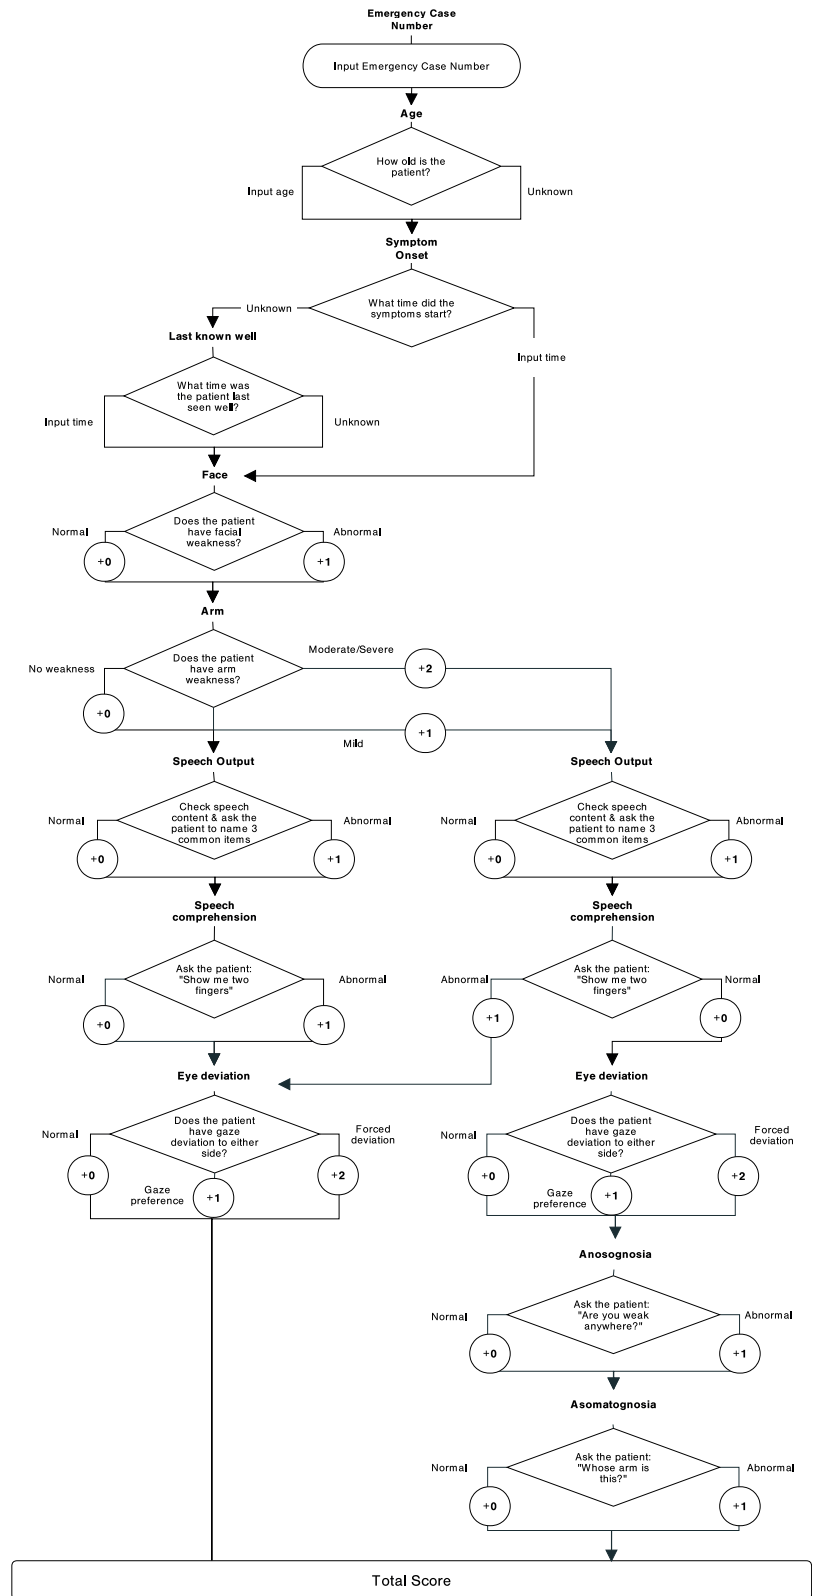 Emergency Case
Number
Input Emergency Case Number
Age
How old is the
patient?
Input age
Unknown
Symptom
Onset
What time did the
symptoms start?
Unknown
Input time
Last known well
What time was
the patient last
seen well?
Input time
Unknown
Face
Does the patient
have facial
weakness?
Normal
Abnormal
+0
+1
Arm
Does the patient
have arm
weakness?
No weakness
Moderate/Severe
+2
+0
Mild
+1
Speech Output
Check speech
content & ask the
patient to name 3
common items
Normal
Abnormal
+0
+1
Speech Output
Check speech
content & ask the
patient to name 3
common items
Normal
Abnormal
+0
+1
Speech
comprehension
Ask the patient:
"Show me two
fingers"
Normal
Abnormal
+0
+1
Speech
comprehension
Ask the patient:
"Show me two
fingers"
Abnormal
Normal
+1
+0
Eye deviation
Does the patient
have gaze
deviation to either
side?
Normal
Forced
deviation
+0
+2
Gaze
preference
+1
Eye deviation
Does the patient
have gaze
deviation to either
side?
Normal
Forced
deviation
+0
+2
Gaze
preference
+1
Anosognosia
Ask the patient:
"Are you weak
anywhere?"
Normal
Abnormal
+0
+1
Asomatognosia
Ask the patient:
"Whose arm is
this?"
Normal
Abnormal
+0
+1
Total Score